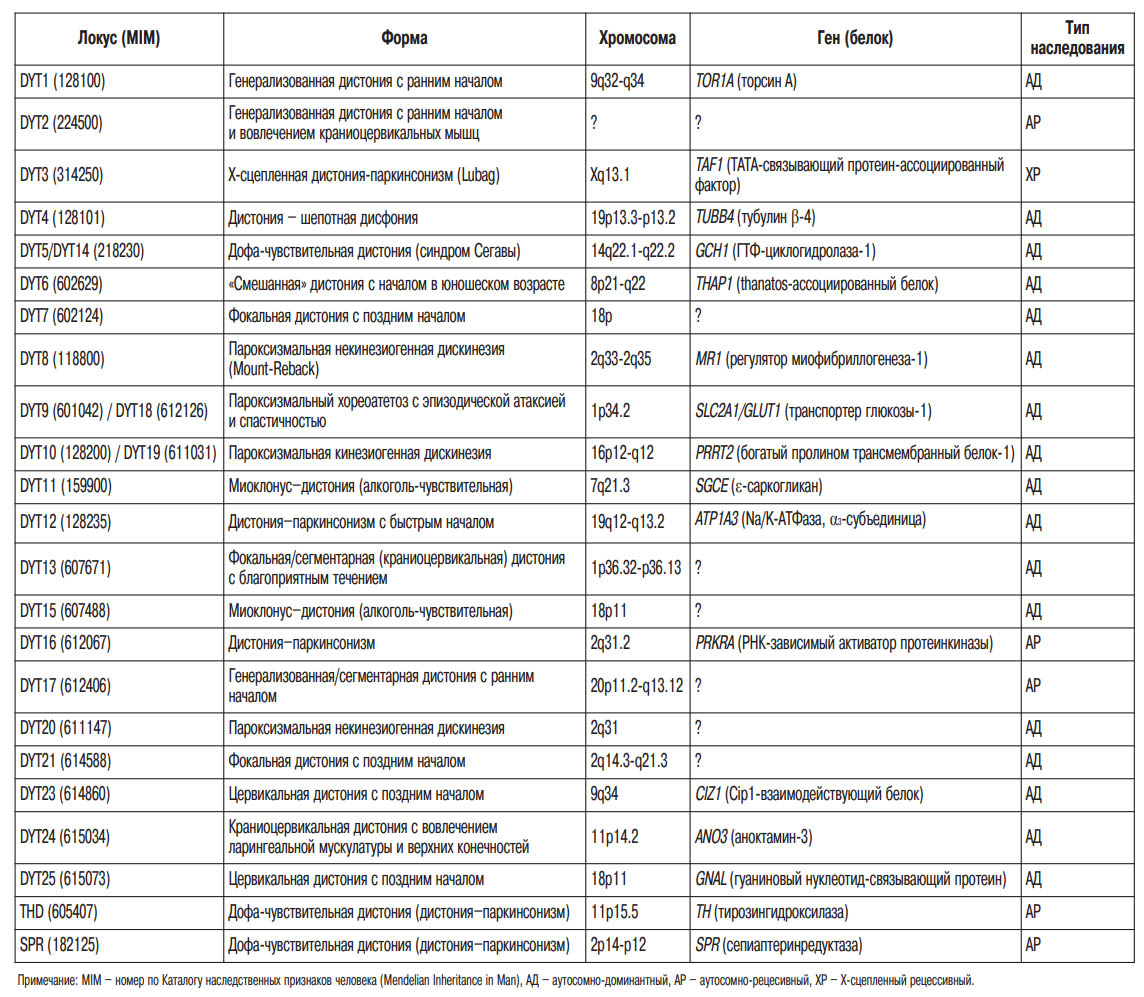 Локус (MIM) Форма Хромосома Ген (белок) Тип
наследования
DYT1 (128100) Генерализованная дистония с ранним началом 9q32-q34 TOR1A (торсин А) АД
DYT2 (224500) Генерализованная дистония с ранним началом
и вовлечением краниоцервикальных мышц ? ? АР
DYT3 (314250) Х-сцепленная дистония-паркинсонизм (Lubag) Xq13.1 TAF1 (ТАТА-связывающий протеин-ассоциированный
фактор) ХР
DYT4 (128101) Дистония – шепотная дисфония 19p13.3-p13.2 TUBB4 (тубулин β-4) АД
DYT5/DYT14 (218230) Дофа-чувствительная дистония (синдром Сегавы) 14q22.1-q22.2 GCH1 (ГТФ-циклогидролаза-1) АД
DYT6 (602629) «Смешанная» дистония с началом в юношеском возрасте 8p21-q22 THAP1 (thanatos-ассоциированный белок) АД
DYT7 (602124) Фокальная дистония с поздним началом 18p ? АД
DYT8 (118800) Пароксизмальная некинезиогенная дискинезия
(Mount-Reback) 2q33-2q35 MR1 (регулятор миофибриллогенеза-1) АД
DYT9 (601042) / DYT18 (612126) Пароксизмальный хореоатетоз с эпизодической атаксией
и спастичностью 1p34.2 SLC2A1/GLUT1 (транспортер глюкозы-1) АД
DYT10 (128200) / DYT19 (611031) Пароксизмальная кинезиогенная дискинезия 16p12-q12 PRRT2 (богатый пролином трансмембранный белок-1) АД
DYT11 (159900) Миоклонус–дистония (алкоголь-чувствительная) 7q21.3 SGCE (ε-саркогликан) АД
DYT12 (128235) Дистония–паркинсонизм с быстрым началом 19q12-q13.2 ATP1A3 (Na/K-АТФаза, α3-субъединица) АД
DYT13 (607671) Фокальная/сегментарная (краниоцервикальная) дистония
с благоприятным течением 1p36.32-p36.13 ? АД
DYT15 (607488) Миоклонус–дистония (алкоголь-чувствительная) 18p11 ? АД
DYT16 (612067) Дистония–паркинсонизм 2q31.2 PRKRA (РНК-зависимый активатор протеинкиназы) АР
DYT17 (612406) Генерализованная/сегментарная дистония с ранним
началом 20p11.2-q13.12 ? АР
DYT20 (611147) Пароксизмальная некинезиогенная дискинезия 2q31 ? АД
DYT21 (614588) Фокальная дистония с поздним началом 2q14.3-q21.3 ? АД
DYT23 (614860) Цервикальная дистония с поздним началом 9q34 CIZ1 (Cip1-взаимодействующий белок) АД
DYT24 (615034) Краниоцервикальная дистония с вовлечением
ларингеальной мускулатуры и верхних конечностей 11p14.2 ANO3 (аноктамин-3) АД
DYT25 (615073) Цервикальная дистония с поздним началом 18p11 GNAL (гуаниновый нуклеотид-связывающий протеин) АД
THD (605407) Дофа-чувствительная дистония (дистония–паркинсонизм) 11p15.5 TH (тирозингидроксилаза) АР
SPR (182125) Дофа-чувствительная дистония (дистония–паркинсонизм) 2p14-p12 SPR (сепиаптеринредуктаза) АР
Примечание: MIM – номер по Каталогу наследственных признаков человека (Mendelian Inheritance in Man), АД – аутосомно-доминантный, АР – аутосомно-рецесивный, ХР – Х-сцепленный рецессивный.